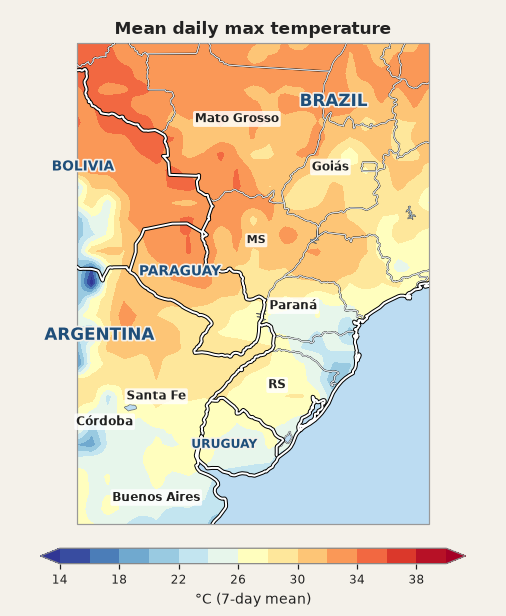 Mean daily max temperature
BRAZIL
Mato Grosso
BOLIVIA
Goiás
MS
PARAGUAY
Paraná
ARGENTINA
RS
Santa Fe
Córdoba
URUGUAY
Buenos Aires
14 18 22 26 30 34 38
°C (7-day mean)